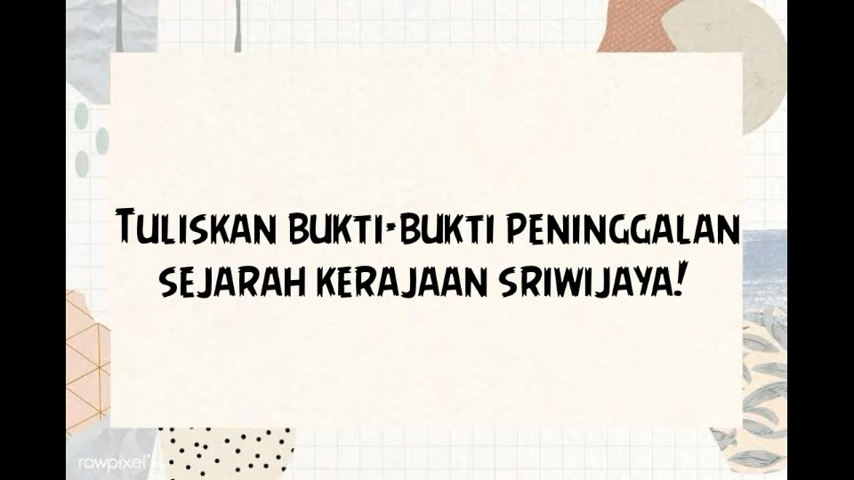 Tuliskan bukti-bukti peninggalan
sejarah kerajaan sriwijaya!
rawpixel